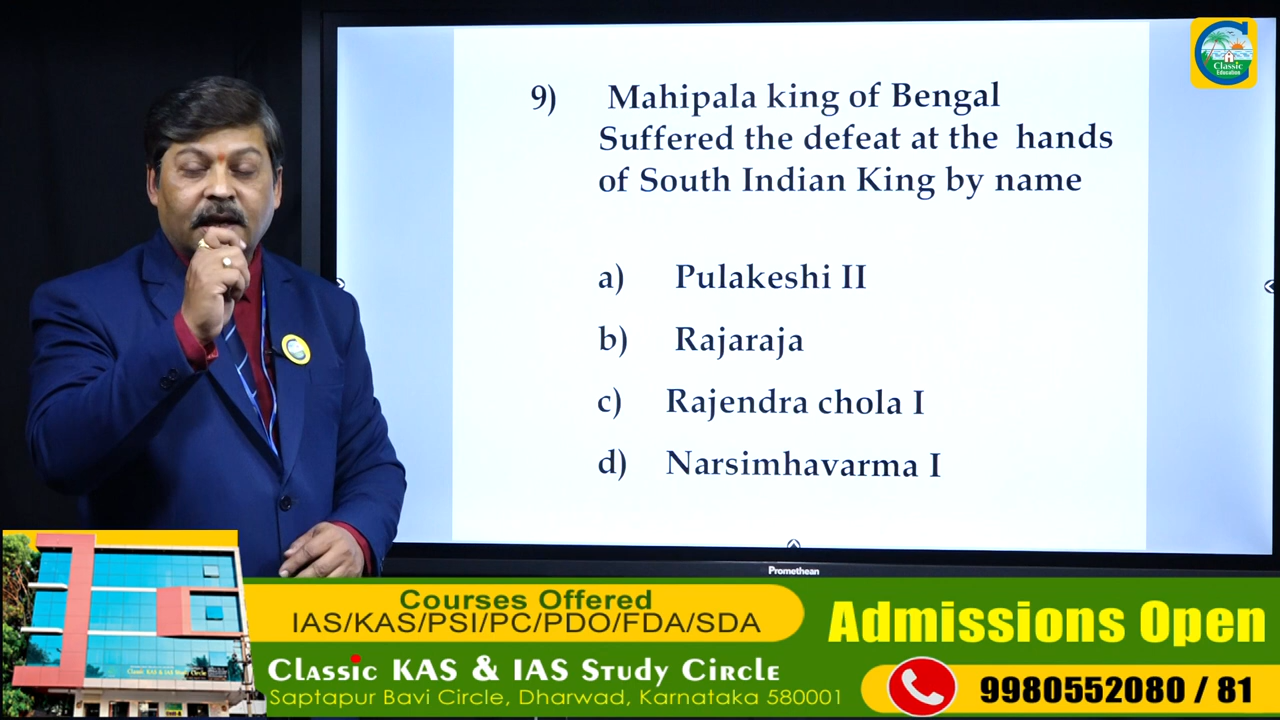 Classic
Education
9) Mahipala king of Bengal
Suffered the defeat at the hands
of South Indian King by name
a) Pulakeshi II
b) Rajaraja
c) Rajendra chola I
d) Narsimhavarma I
Promethean
Courses Offered
IAS/KAS/PSI/PC/PDO/FDA/SDA
Classic KAS & IAS Study Circle
Saptapur Bavi Circle, Dharwad, Karnataka 580001
Admissions Open
9980552080 / 81